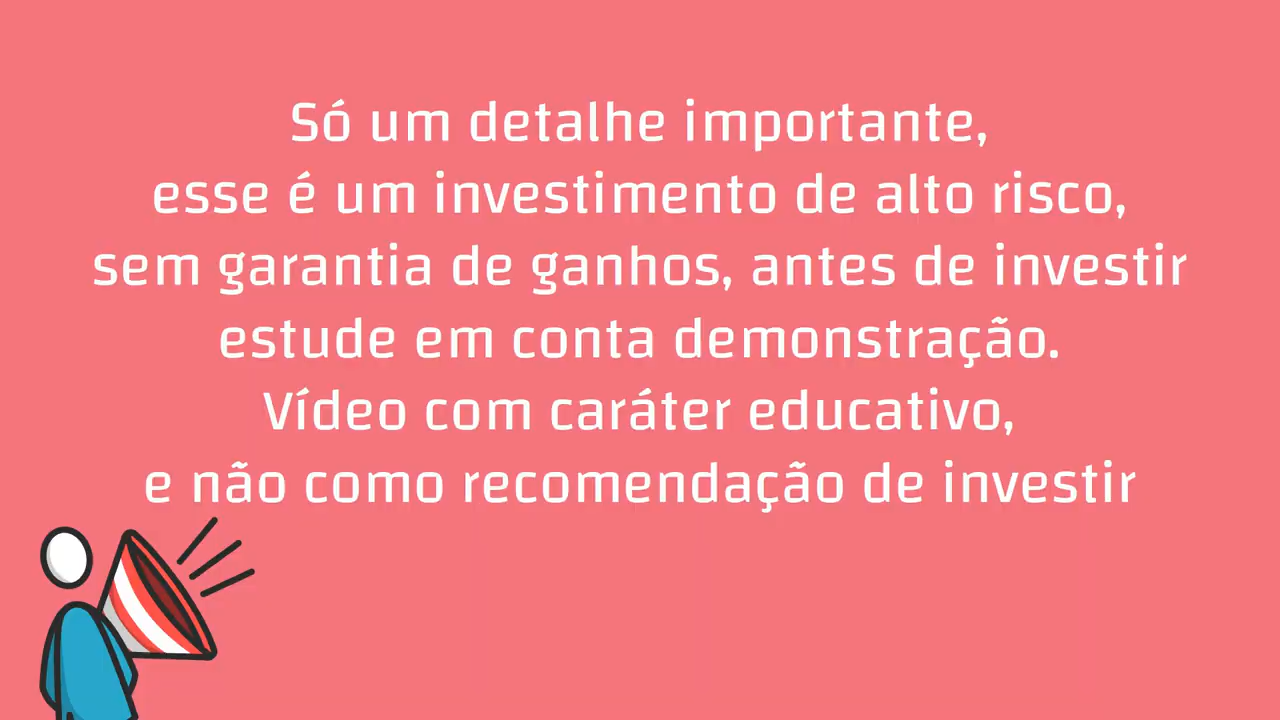 Só um detalhe importante,
esse é um investimento de alto risco,
sem garantia de ganhos, antes de investir
estude em conta demonstração.
Vídeo com caráter educativo,
e não como recomendação de investir